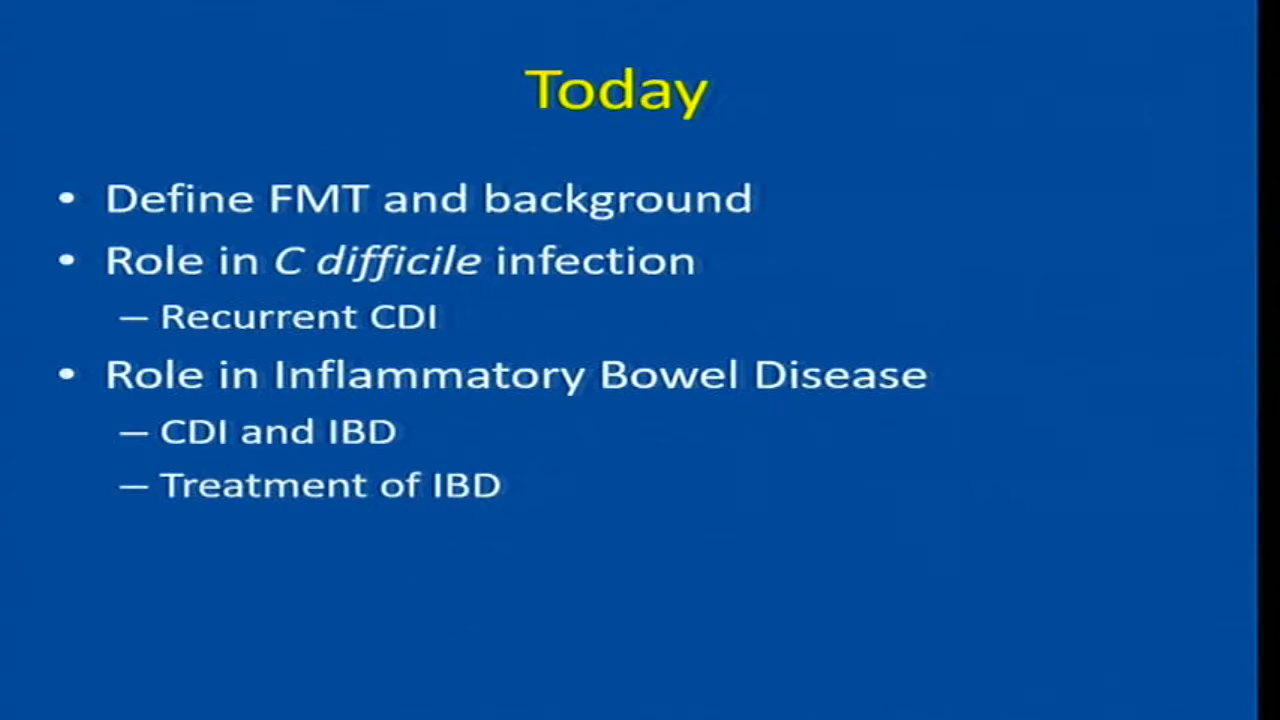 Today
• Define FMT and background
• Role in C difficile infection
– Recurrent CDI
• Role in Inflammatory Bowel Disease
– CDI and IBD
– Treatment of IBD